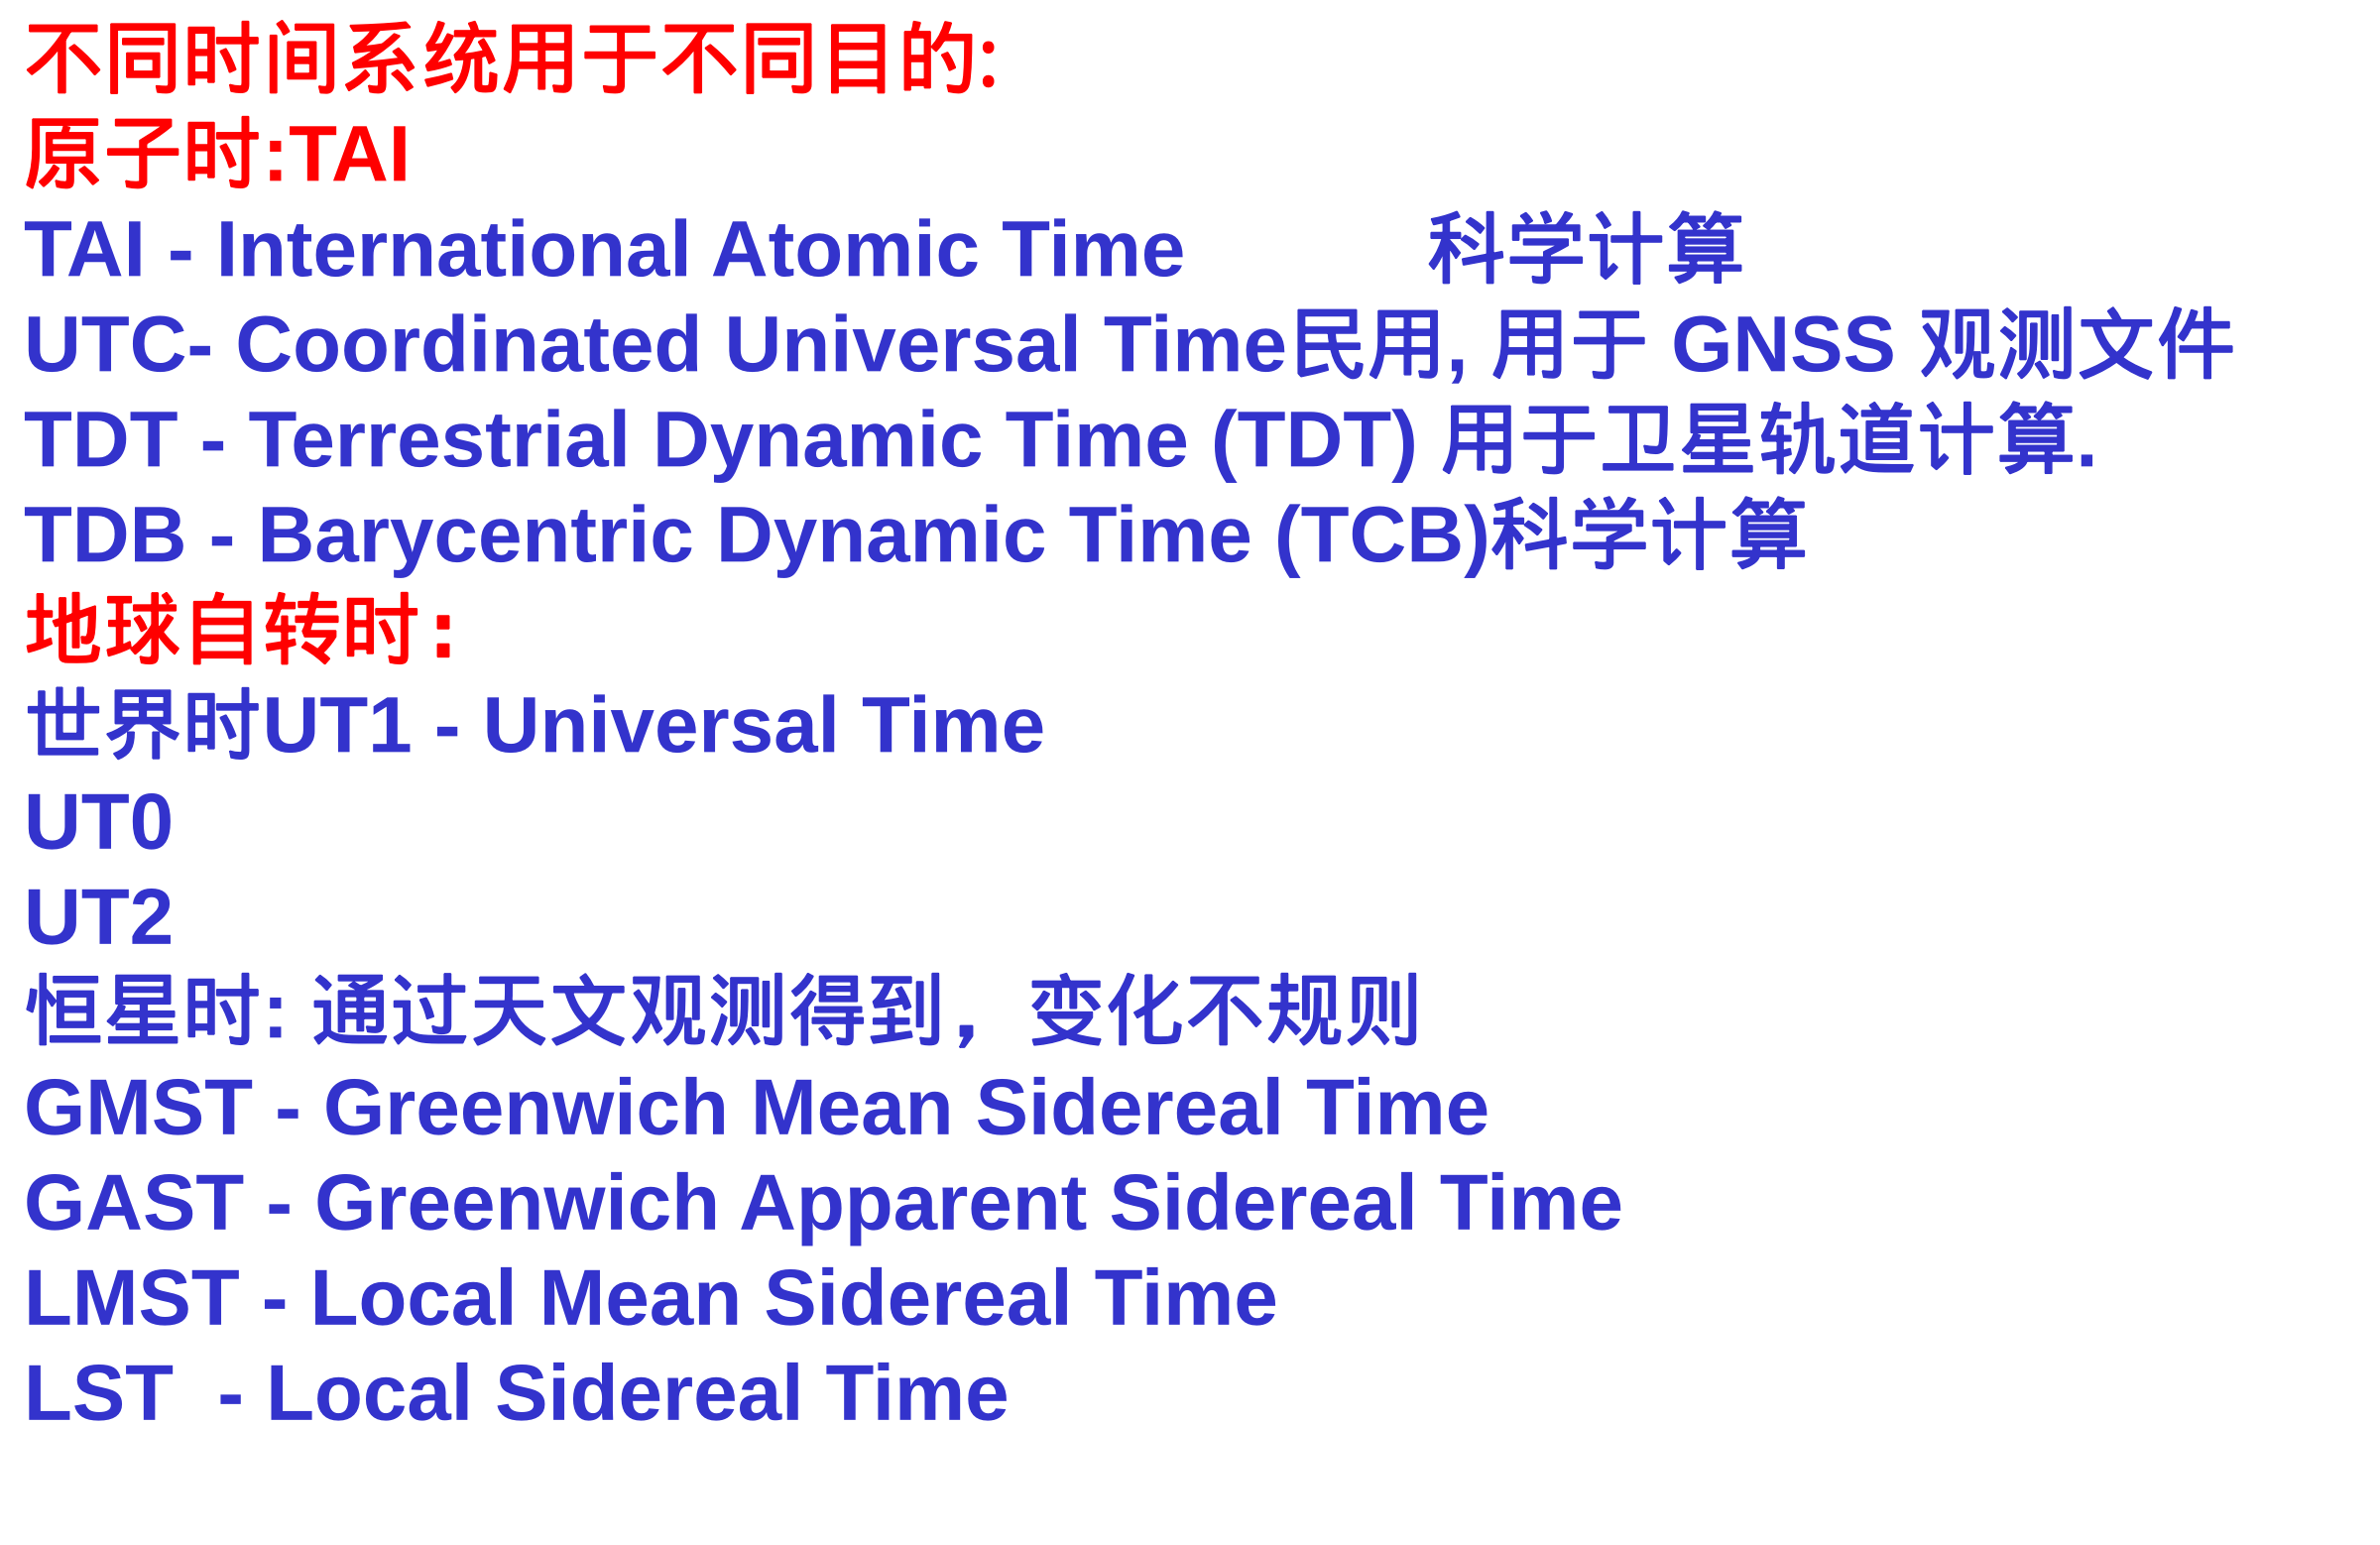 不同时间系统用于不同目的:
原子时:TAI
TAI - International Atomic Time 科学计算
UTC- Coordinated Universal Time民用, 用于 GNSS 观测文件
TDT - Terrestrial Dynamic Time (TDT) 用于卫星轨道计算.
TDB - Barycentric Dynamic Time (TCB)科学计算
地球自转时:
世界时UT1 - Universal Time
UT0
UT2
恒星时: 通过天文观测得到，变化不规则
GMST - Greenwich Mean Sidereal Time
GAST - Greenwich Apparent Sidereal Time
LMST - Local Mean Sidereal Time
LST - Local Sidereal Time